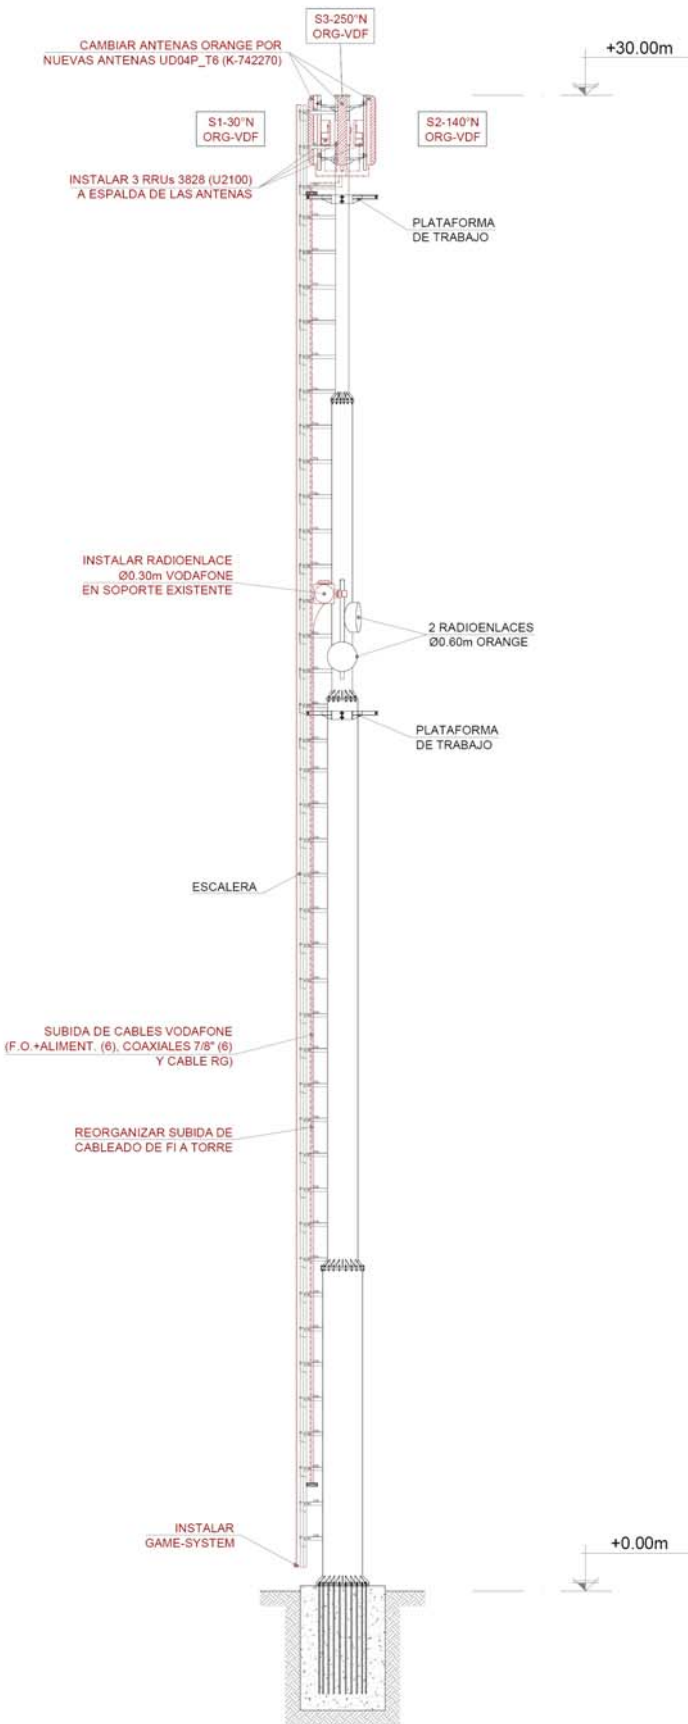 S3-250°N
ORG-VDF
CAMBIAR ANTENAS ORANGE POR
NUEVAS ANTENAS UD04P_T6 (K-742270)
+30.00m
S1-30°N
ORG-VDF
S2-140°N
ORG-VDF
INSTALAR 3 RRUs 3828 (U2100)
A ESPALDA DE LAS ANTENAS
PLATAFORMA
DE TRABAJO
INSTALAR RADIOENLACE
Ø0.30m VODAFONE
EN SOPORTE EXISTENTE
2 RADIOENLACES
Ø0.60m ORANGE
PLATAFORMA
DE TRABAJO
ESCALERA
SUBIDA DE CABLES VODAFONE
(F.O.+ALIMENT. (6), COAXIALES 7/8" (6)
Y CABLE RG)
REORGANIZAR SUBIDA DE
CABLEADO DE FI A TORRE
INSTALAR
GAME-SYSTEM
+0.00m